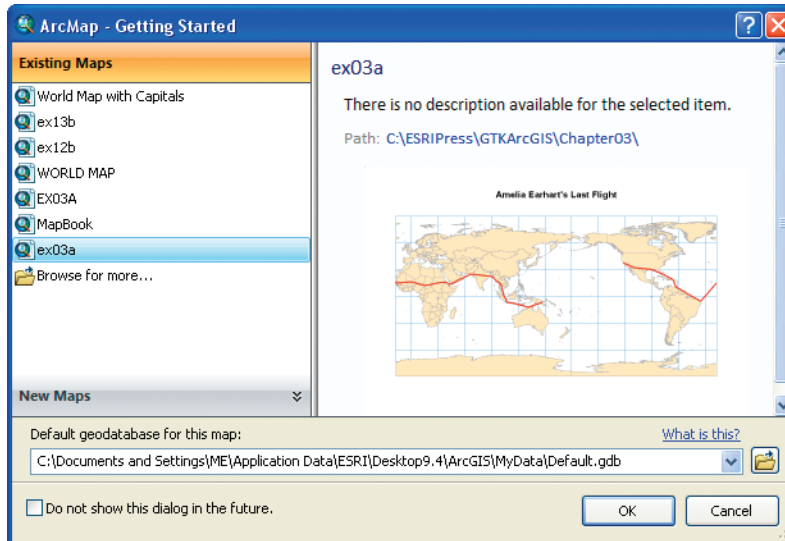 ArcMap - Getting Started
Existing Maps
World Map with Capitals
ex13b
ex12b
WORLD MAP
EX03A
MapBook
ex03a
Browse for more...
New Maps
ex03a
There is no description available for the selected item.
Path: C:\ESRIPress\GTKArcGIS\Chapter03\
Amelia Earhart's Last Flight
Default geodatabase for this map:
What is this?
C:\Documents and Settings\ME\Application Data\ESRI\Desktop9.4\ArcGIS\MyData\Default.gdb
Do not show this dialog in the future.
OK
Cancel